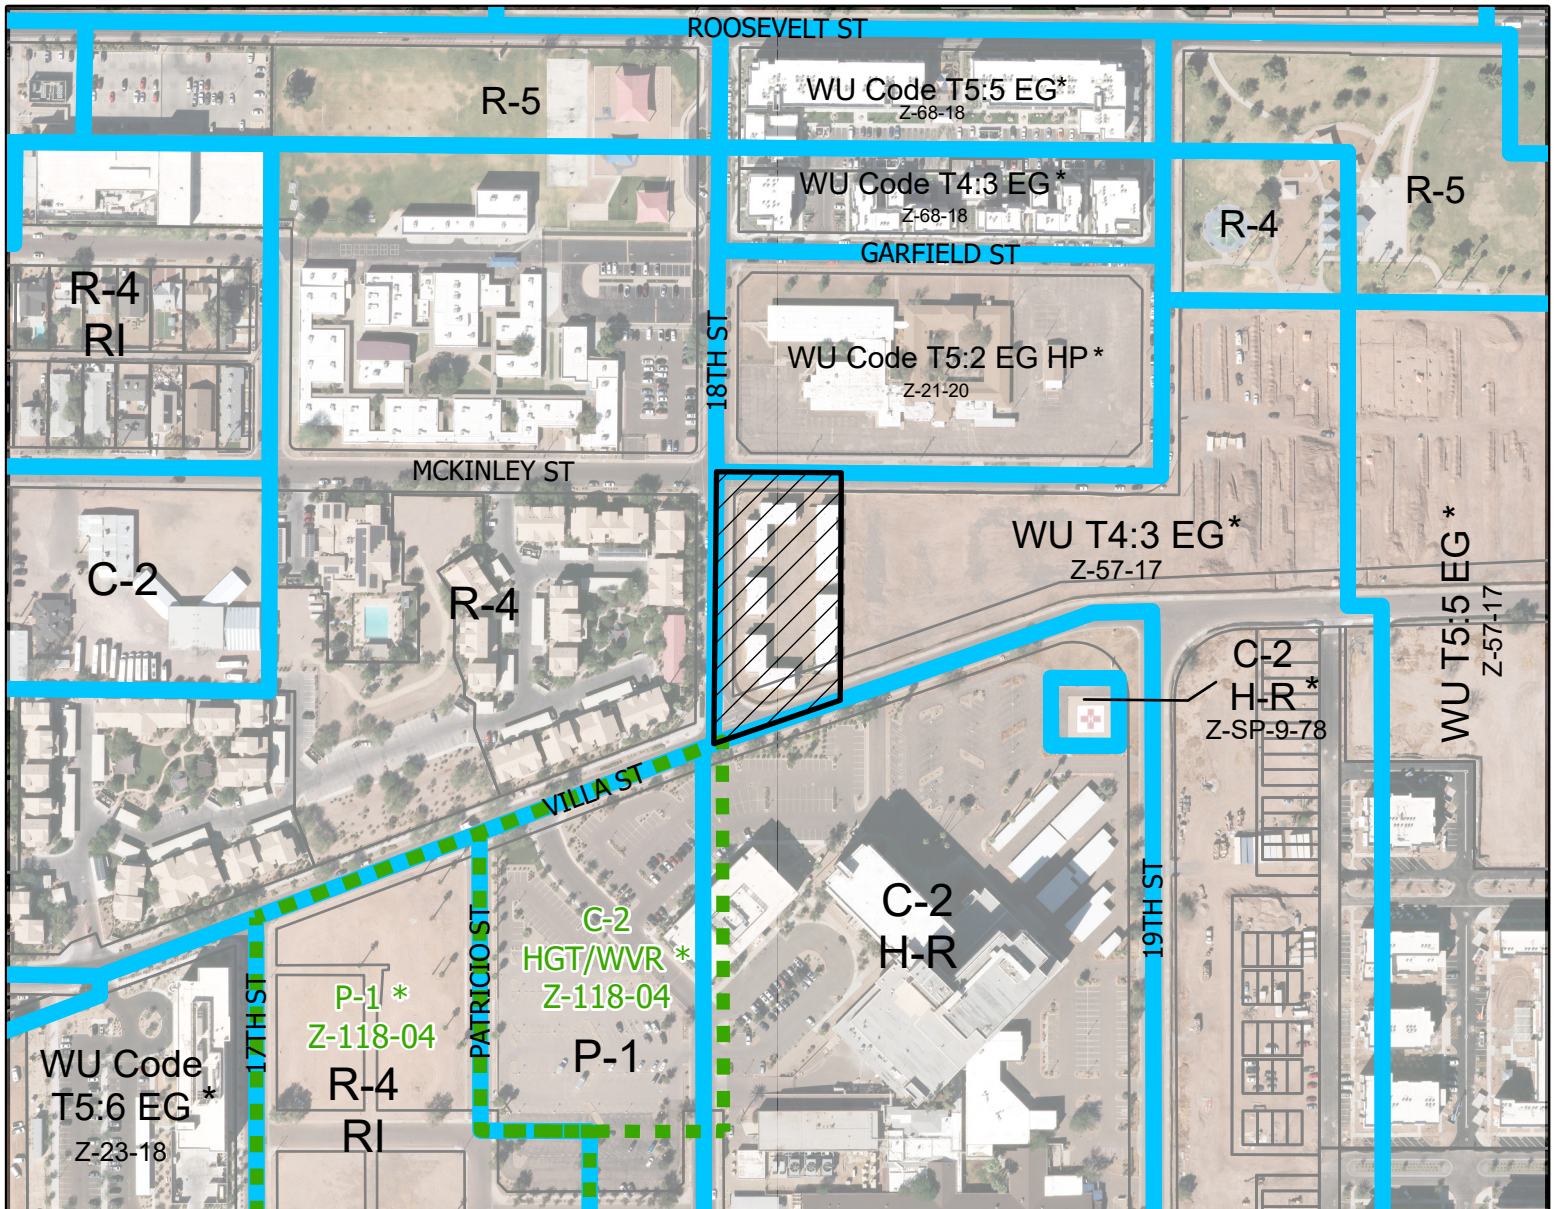 ROOSEVELT ST
R-5
WU Code T5:5 EG*
Z-68-18
WU Code T4:3 EG*
Z-68-18
R-5
R-4
GARFIELD ST
R-4
RI
18TH ST
WU Code T5:2 EG HP*
Z-21-20
MCKINLEY ST
C-2
R-4
WU T4:3 EG*
Z-57-17
WU T5:5 EG*
Z-57-17
C-2
H-R*
Z-SP-9-78
VILLA ST
C-2
H-R
19TH ST
C-2
HGT/WVR *
Z-118-04
P-1
PATRICIO ST
P-1 *
Z-118-04
R-4
RI
17TH ST
WU Code
T5:6 EG*
Z-23-18